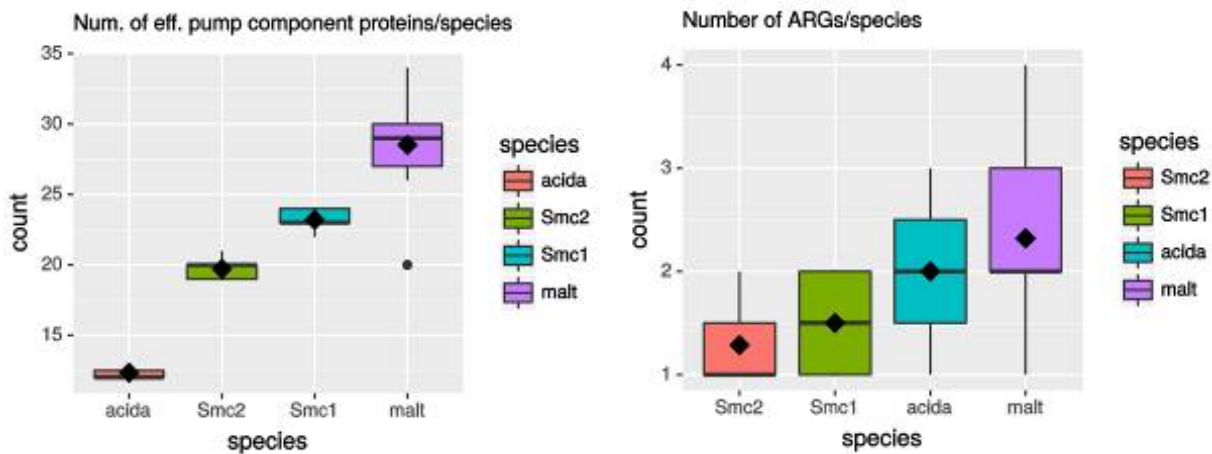 Num. of eff. pump component proteins/species
35
30
25
20
15
count
acida Smc2 Smc1 malt
species
species
acida
Smc2
Smc1
malt
Number of ARGs/species
4
3
2
1
count
Smc2 Smc1 acida malt
species
species
Smc2
Smc1
acida
malt